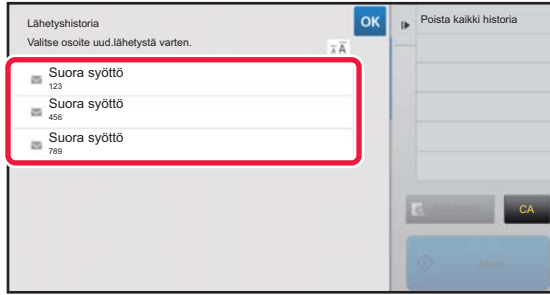 Lähetyshistoria
OK
Poista kaikki historia
Valitse osoite uud.lähetystä varten.
A Ā
Suora syöttö
123
Suora syöttö
456
Suora syöttö
789
CA